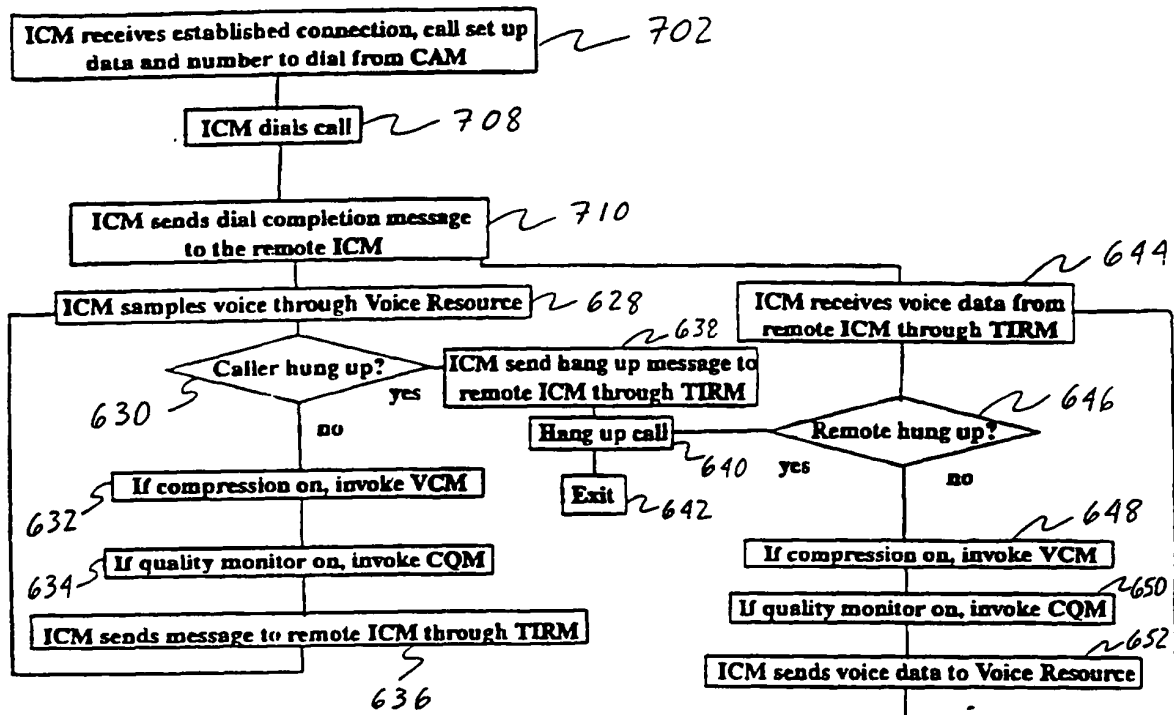 ICM receives established connection, call set up
data and number to dial from CAM
702
ICM dials call
708
ICM sends dial completion message
to the remote ICM
710
644
ICM samples voice through Voice Resource
628
ICM receives voice data from
remote ICM through TIRM
638
Caller hung up?
yes
630
no
ICM send hang up message to
remote ICM through TIRM
646
Hang up call
640
Remote hung up?
yes
no
Exit
642
If compression on, invoke VCM
632
648
If compression on, invoke VCM
If quality monitor on, invoke CQM
634
650
If quality monitor on, invoke CQM
ICM sends message to remote ICM through TIRM
636
652
ICM sends voice data to Voice Resource